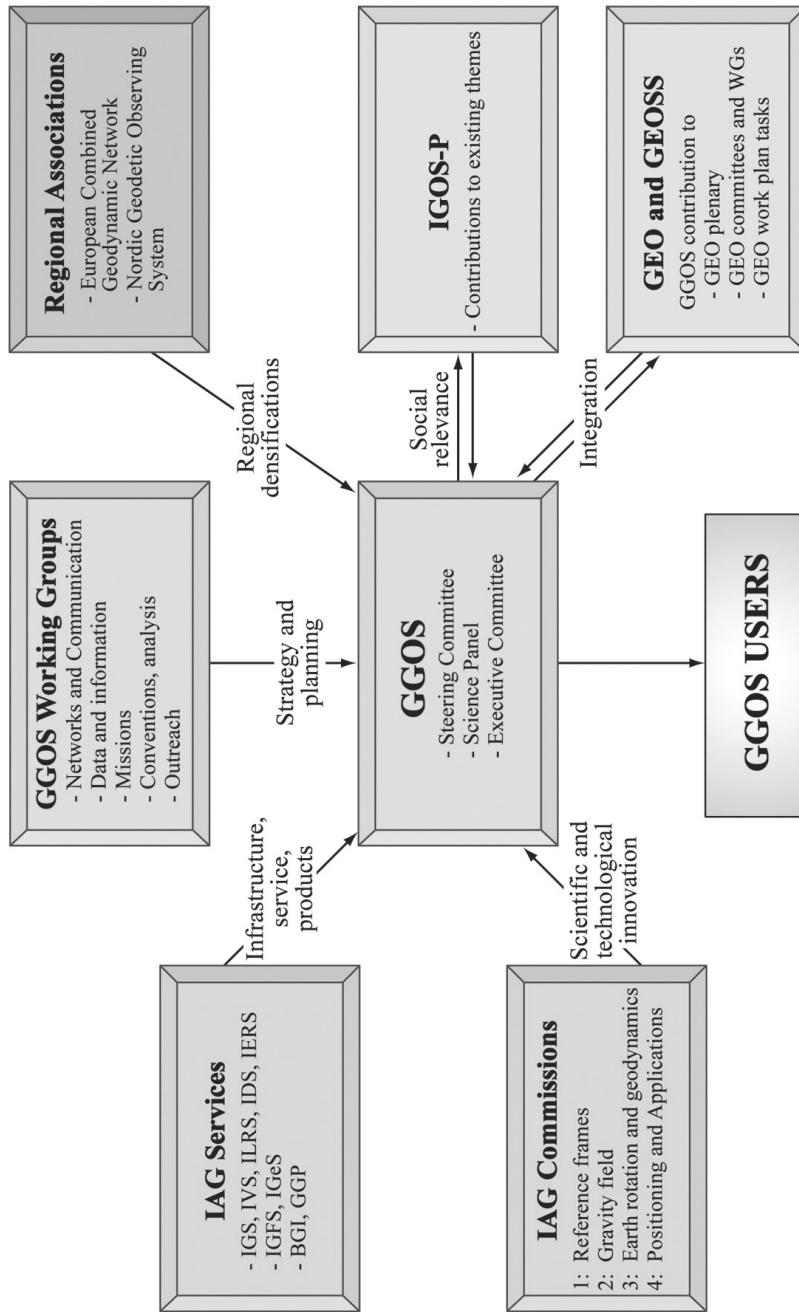 IAG Services
- IGS, IVS, ILRS, IDS, IERS
- IGFS, IGeS
- BGI, GGP
GGOS Working Groups
- Networks and Communication
- Data and information
- Missions
- Conventions, analysis
- Outreach
Regional Associations
- European Combined
Geodynamic Network
- Nordic Geodetic Observing
System
Infrastructure,
service,
products
Strategy and
planning
Regional
densifications
GGOS
- Steering Committee
- Science Panel
- Executive Committee
Social
relevance
IGOS-P
- Contributions to existing themes
IAG Commissions
1: Reference frames
2: Gravity field
3: Earth rotation and geodynamics
4: Positioning and Applications
Scientific and
technological
innovation
Integration
GEO and GEOSS
GGOS contribution to
- GEO plenary
- GEO committees and WGs
- GEO work plan tasks
GGOS USERS